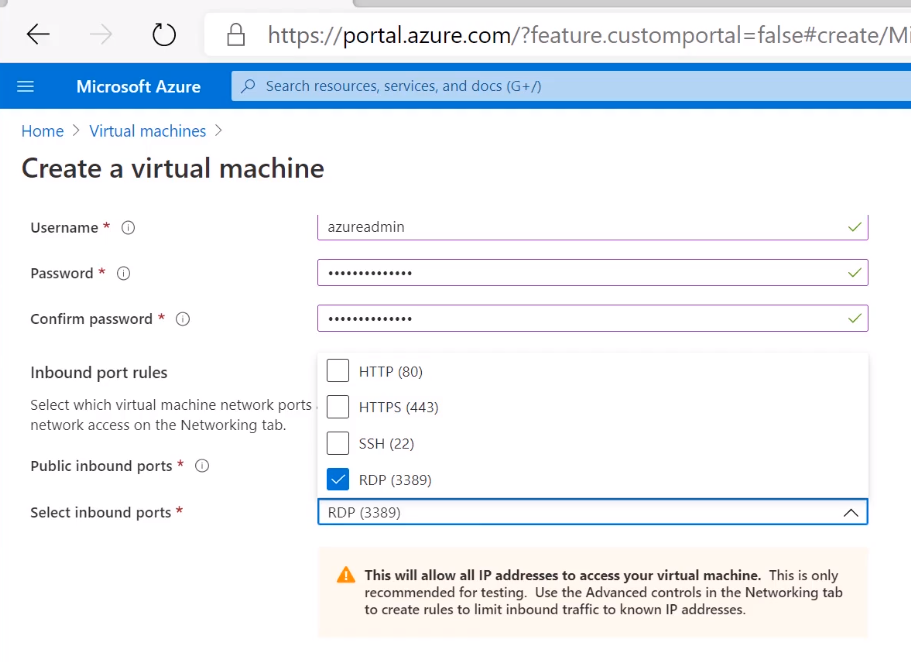 https://portal.azure.com/?feature.customportal=false#create/Mi
Microsoft Azure
Search resources, services, and docs (G+/)
Home > Virtual machines >
Create a virtual machine
Username *
azureadmin
Password *
••••••••••••••
Confirm password *
••••••••••••••
Inbound port rules
Select which virtual machine network ports
network access on the Networking tab.
HTTP (80)
HTTPS (443)
SSH (22)
Public inbound ports *
RDP (3389)
Select inbound ports *
RDP (3389)
This will allow all IP addresses to access your virtual machine. This is only
recommended for testing. Use the Advanced controls in the Networking tab
to create rules to limit inbound traffic to known IP addresses.